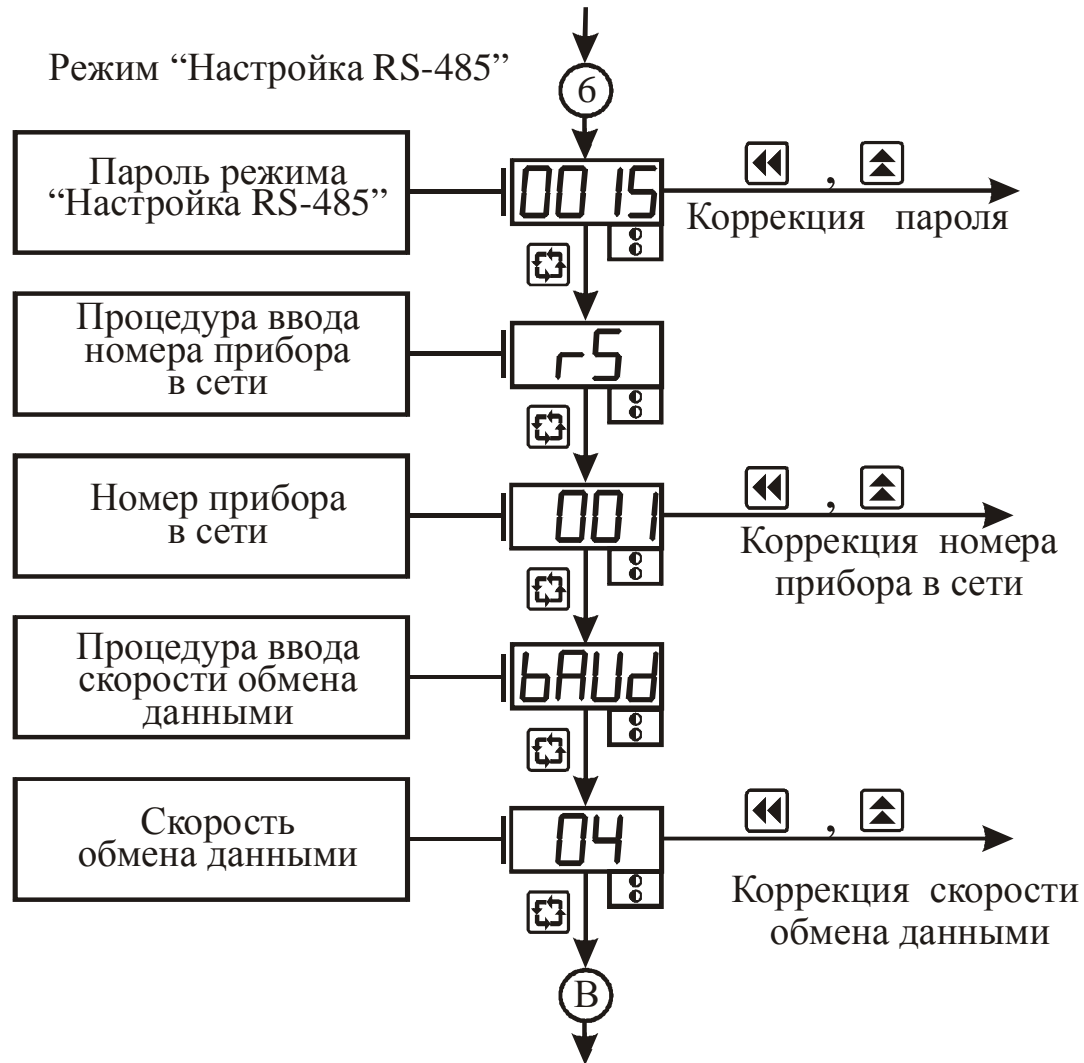 Режим “Настройка RS-485”
6
Пароль режима
“Настройка RS-485”
0015
,
Коррекция пароля
Процедура ввода
номера прибора
в сети
rS
Номер прибора
в сети
001
,
Коррекция номера
прибора в сети
Процедура ввода
скорости обмена
данными
bAUd
Скорость
обмена данными
04
,
Коррекция скорости
обмена данными
В